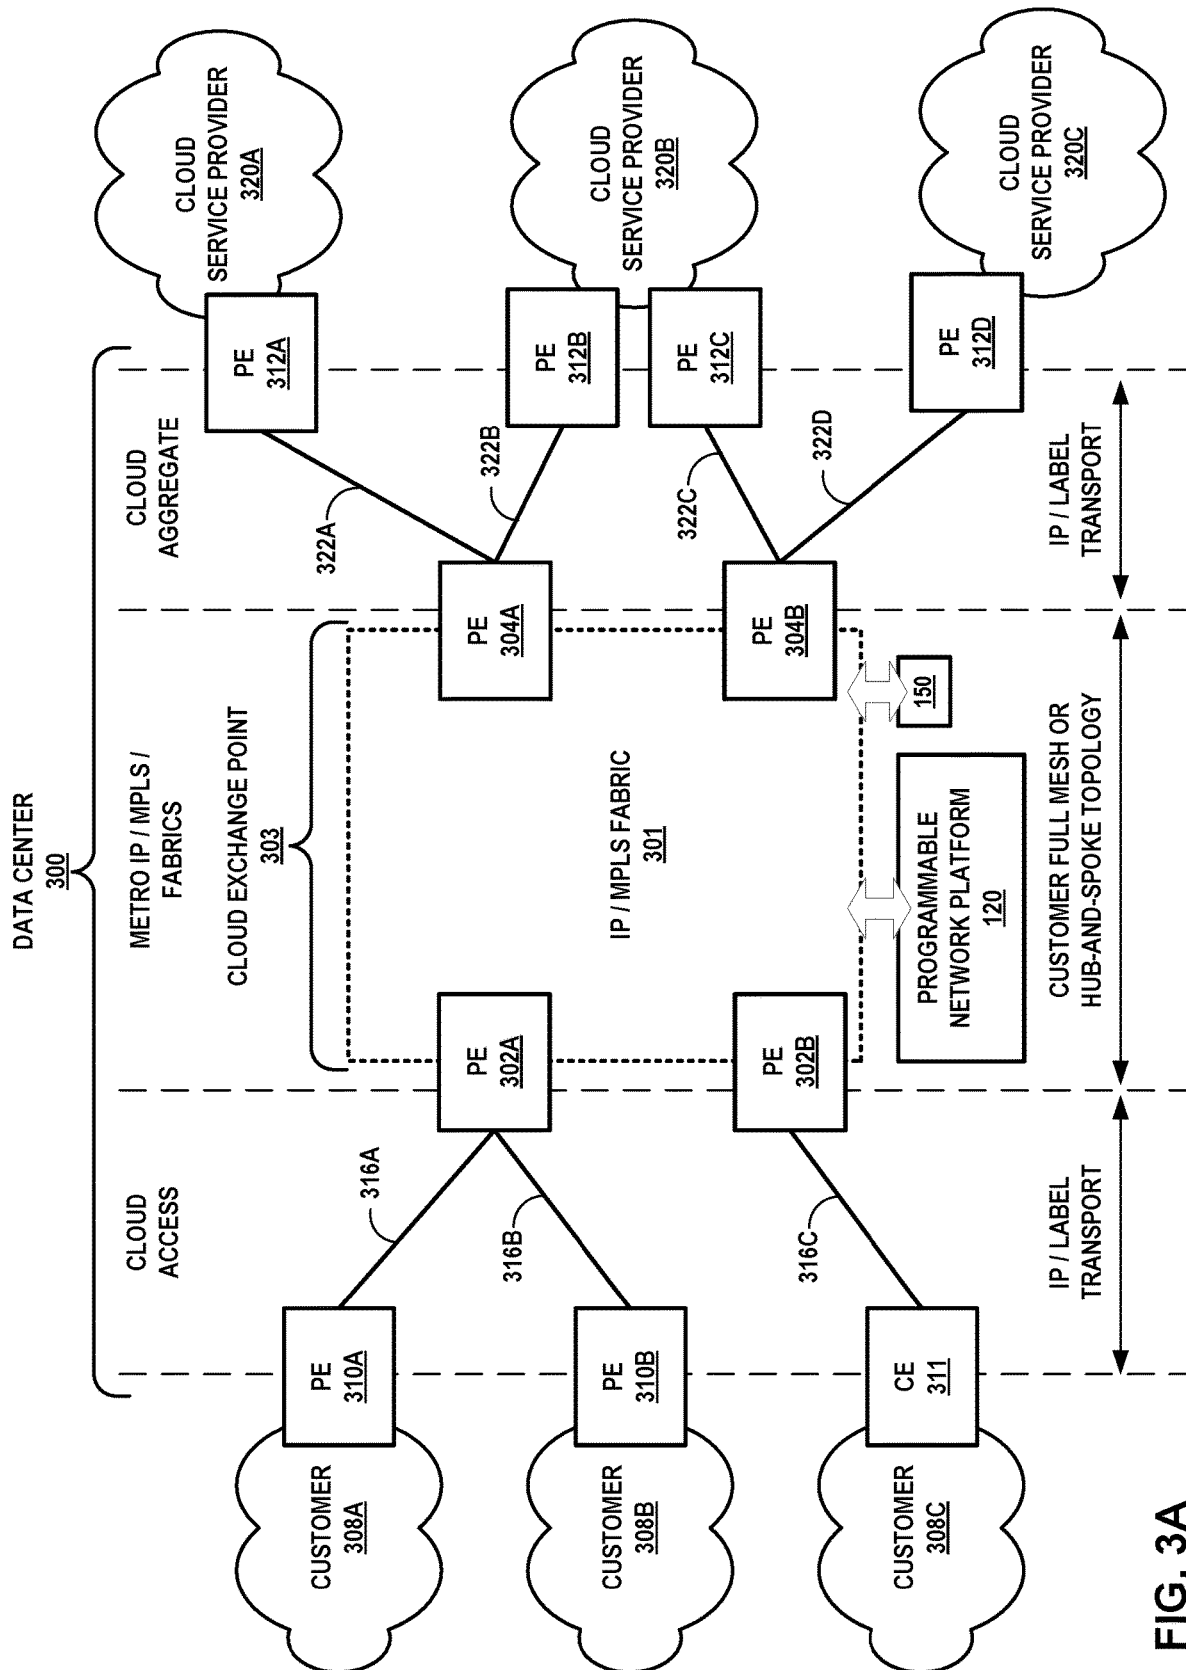 DATA CENTER
300
CLOUD
ACCESS
METRO IP / MPLS /
FABRICS
CLOUD
AGGREGATE
CLOUD EXCHANGE POINT
303
CUSTOMER
308A
PE
310A
316A
PE
302A
PE
304A
322A
PE
312A
CLOUD
SERVICE PROVIDER
320A
CUSTOMER
308B
PE
310B
316B
IP / MPLS FABRIC
301
322B
PE
312B
CLOUD
SERVICE PROVIDER
320B
322C
PE
312C
CUSTOMER
308C
CE
311
316C
PE
302B
PE
304B
322D
PE
312D
CLOUD
SERVICE PROVIDER
320C
PROGRAMMABLE
NETWORK PLATFORM
120
150
IP / LABEL
TRANSPORT
CUSTOMER FULL MESH OR
HUB-AND-SPOKE TOPOLOGY
IP / LABEL
TRANSPORT
FIG. 3A